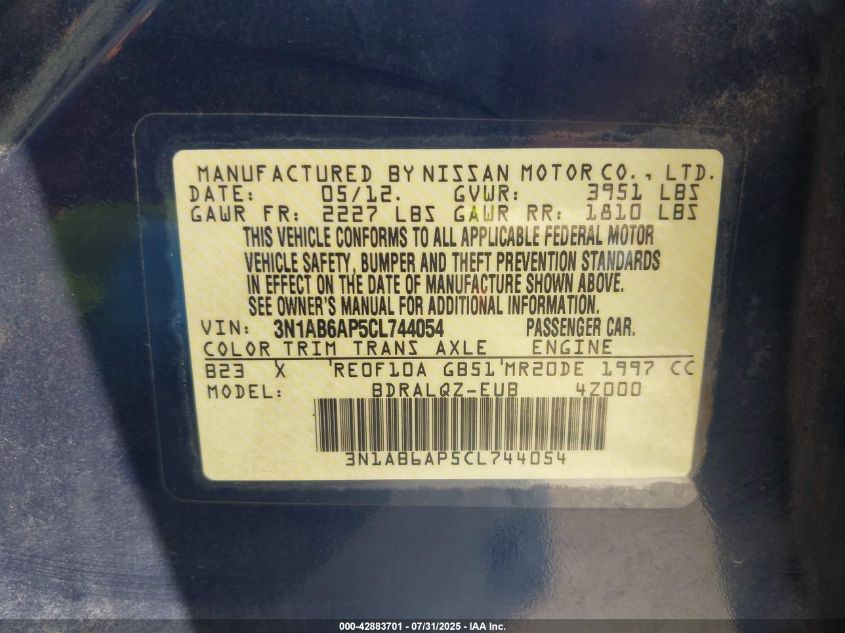 MANUFACTURED BY NISSAN MOTOR CO., LTD.
DATE: 05/12. GVWR: 3951 LBS
GAWR FR: 2227 LBS GAWR RR: 1810 LBS
THIS VEHICLE CONFORMS TO ALL APPLICABLE FEDERAL MOTOR
VEHICLE SAFETY, BUMPER AND THEFT PREVENTION STANDARDS
IN EFFECT ON THE DATE OF MANUFACTURE SHOWN ABOVE.
SEE OWNER'S MANUAL FOR ADDITIONAL INFORMATION.
VIN: 3N1AB6AP5CL744054 PASSENGER CAR.
COLOR TRIM TRANS AXLE ENGINE
B23 X RE0F10A GB51 MR20DE 1997 CC
MODEL: BDRALQZ-EUB 4Z000
3N1AB6AP5CL744054
000-42883701 - 07/31/2025 - IAA Inc.